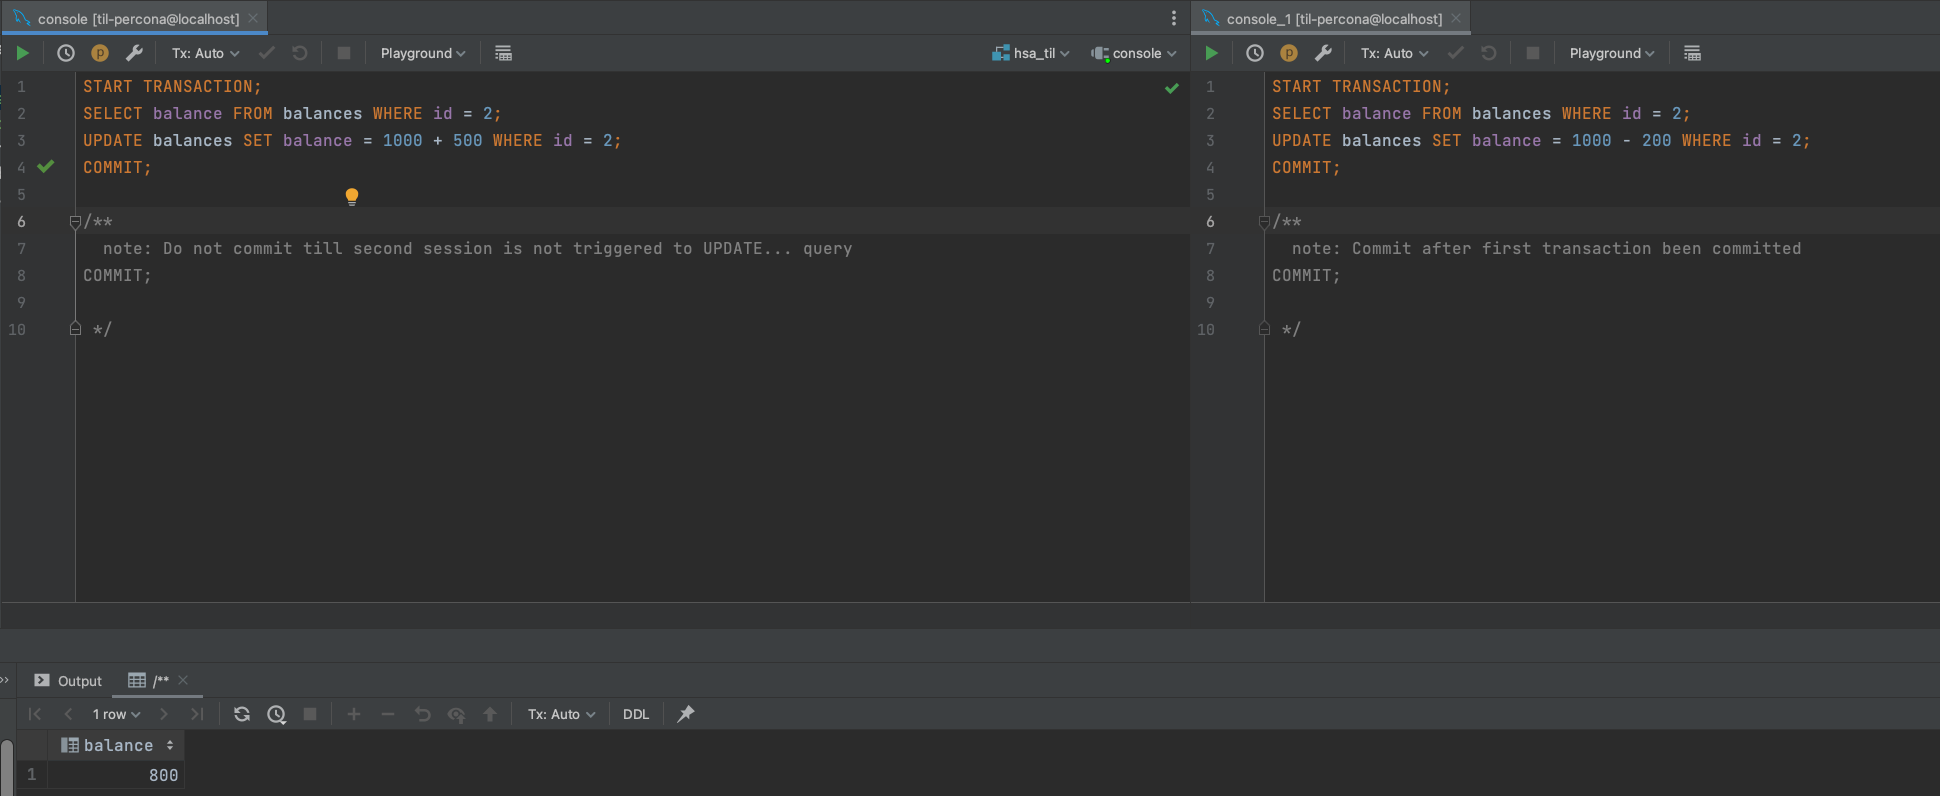 console [til-percona@localhost]
Tx: Auto
Playground
hsa_til
console
1 START TRANSACTION;
2 SELECT balance FROM balances WHERE id = 2;
3 UPDATE balances SET balance = 1000 + 500 WHERE id = 2;
4 COMMIT;
5
6 /**
7 note: Do not commit till second session is not triggered to UPDATE... query
8 COMMIT;
9
10 */
console_1 [til-percona@localhost]
Tx: Auto
Playground
1 START TRANSACTION;
2 SELECT balance FROM balances WHERE id = 2;
3 UPDATE balances SET balance = 1000 - 200 WHERE id = 2;
4 COMMIT;
5
6 /**
7 note: Commit after first transaction been committed
8 COMMIT;
9
10 */
Output /**
1 row Tx: Auto DDL
balance
1 800